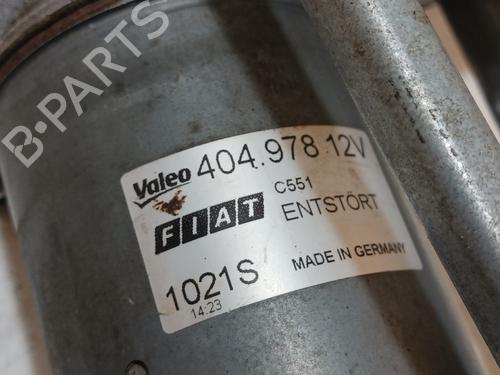 B-PARTS
Valeo 404.978 12V
C551
FIAT ENTSTÖRT
1021S MADE IN GERMANY
14:23